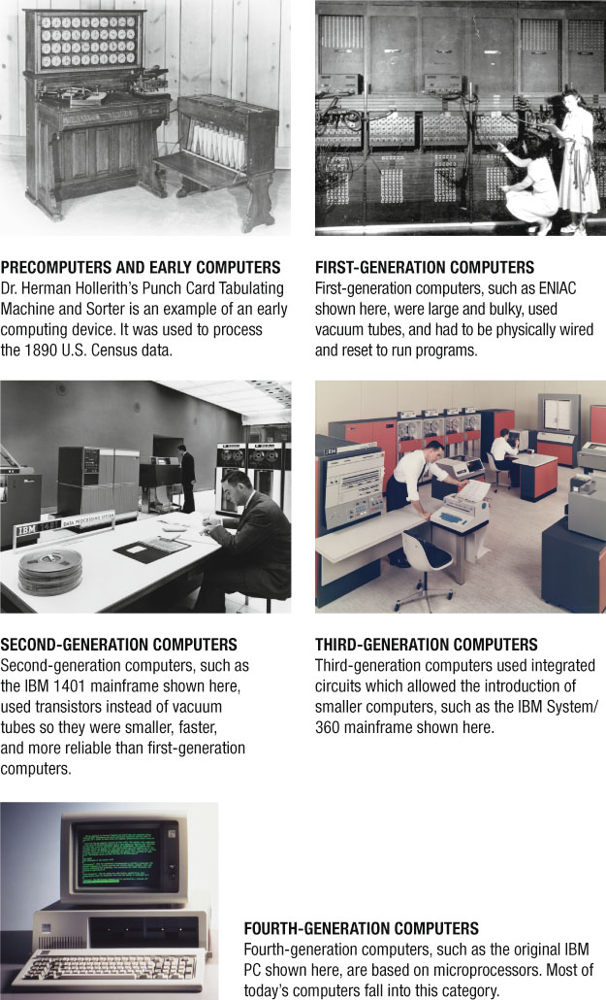 PRECOMPUTERS AND EARLY COMPUTERS
Dr. Herman Hollerith's Punch Card Tabulating
Machine and Sorter is an example of an early
computing device. It was used to process
the 1890 U.S. Census data.
FIRST-GENERATION COMPUTERS
First-generation computers, such as ENIAC
shown here, were large and bulky, used
vacuum tubes, and had to be physically wired
and reset to run programs.
IBM
DATA PROCESSING SYSTEM
IBM
SECOND-GENERATION COMPUTERS
Second-generation computers, such as
the IBM 1401 mainframe shown here,
used transistors instead of vacuum
tubes so they were smaller, faster,
and more reliable than first-generation
computers.
THIRD-GENERATION COMPUTERS
Third-generation computers used integrated
circuits which allowed the introduction of
smaller computers, such as the IBM System/
360 mainframe shown here.
FOURTH-GENERATION COMPUTERS
Fourth-generation computers, such as the original IBM
PC shown here, are based on microprocessors. Most of
today's computers fall into this category.